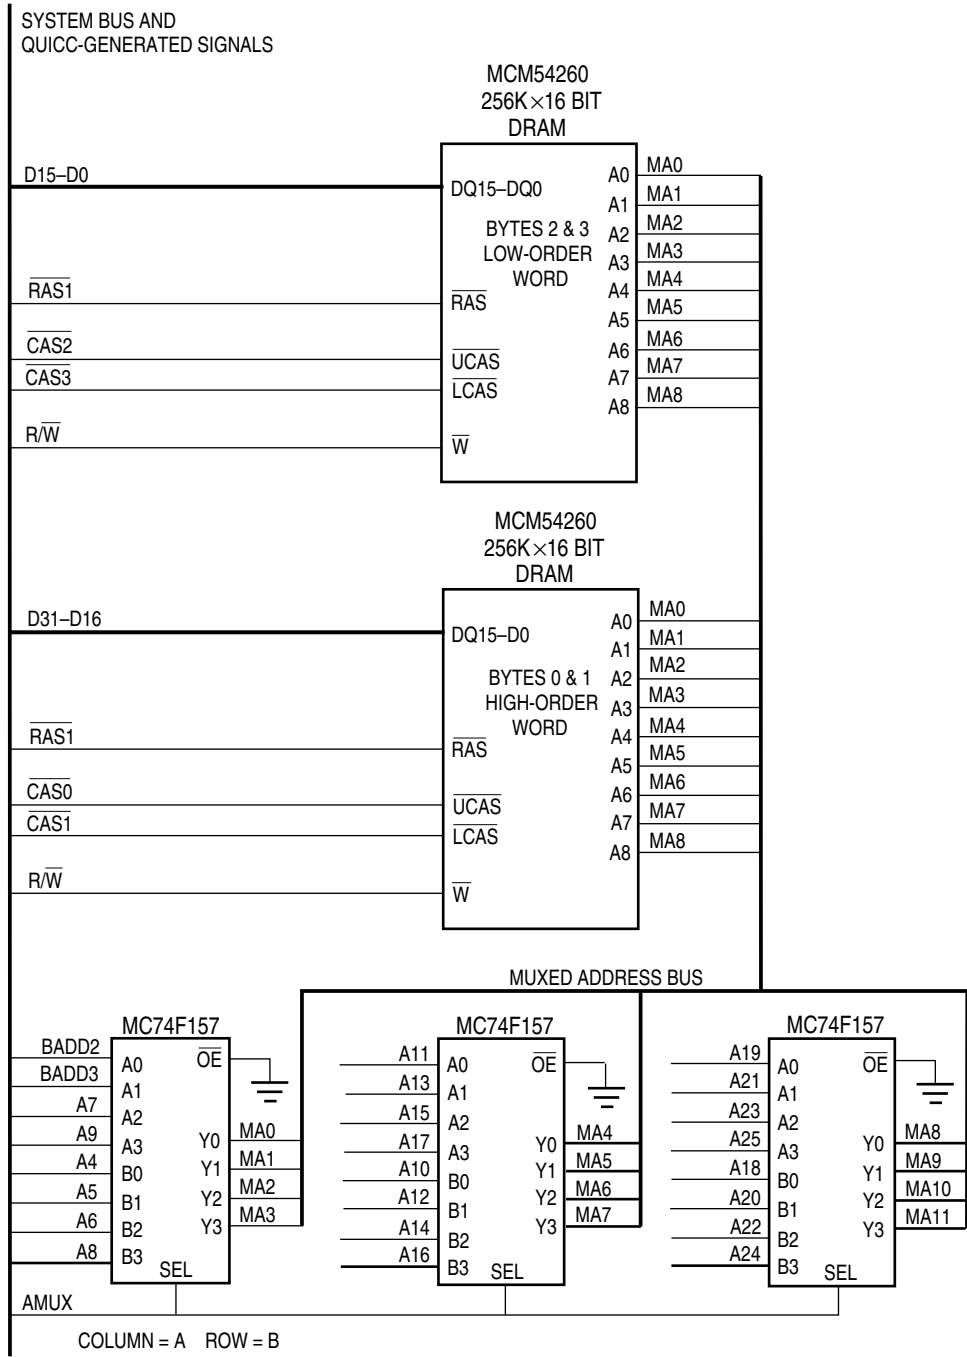 SYSTEM BUS AND
QUICC-GENERATED SIGNALS
MCM54260
256K×16 BIT
DRAM
D15–D0
DQ15–DQ0
BYTES 2 & 3
LOW-ORDER
WORD
RAS1
RAS
CAS2
UCAS
CAS3
LCAS
R/W
W
A0 MA0
A1 MA1
A2 MA2
A3 MA3
A4 MA4
A5 MA5
A6 MA6
A7 MA7
A8 MA8
MCM54260
256K×16 BIT
DRAM
D31–D16
DQ15–D0
BYTES 0 & 1
HIGH-ORDER
WORD
RAS1
RAS
CAS0
UCAS
CAS1
LCAS
R/W
W
A0 MA0
A1 MA1
A2 MA2
A3 MA3
A4 MA4
A5 MA5
A6 MA6
A7 MA7
A8 MA8
MUXED ADDRESS BUS
MC74F157
BADD2 A0
BADD3 A1
A7 A2
A9 A3
A4 B0
A5 B1
A6 B2
A8 B3
OE
Y0 MA0
Y1 MA1
Y2 MA2
Y3 MA3
SEL
MC74F157
A11 A0
A13 A1
A15 A2
A17 A3
A10 B0
A12 B1
A14 B2
A16 B3
OE
Y0 MA4
Y1 MA5
Y2 MA6
Y3 MA7
SEL
MC74F157
A19 A0
A21 A1
A23 A2
A25 A3
A18 B0
A20 B1
A22 B2
A24 B3
OE
Y0 MA8
Y1 MA9
Y2 MA10
Y3 MA11
SEL
AMUX
COLUMN = A ROW = B